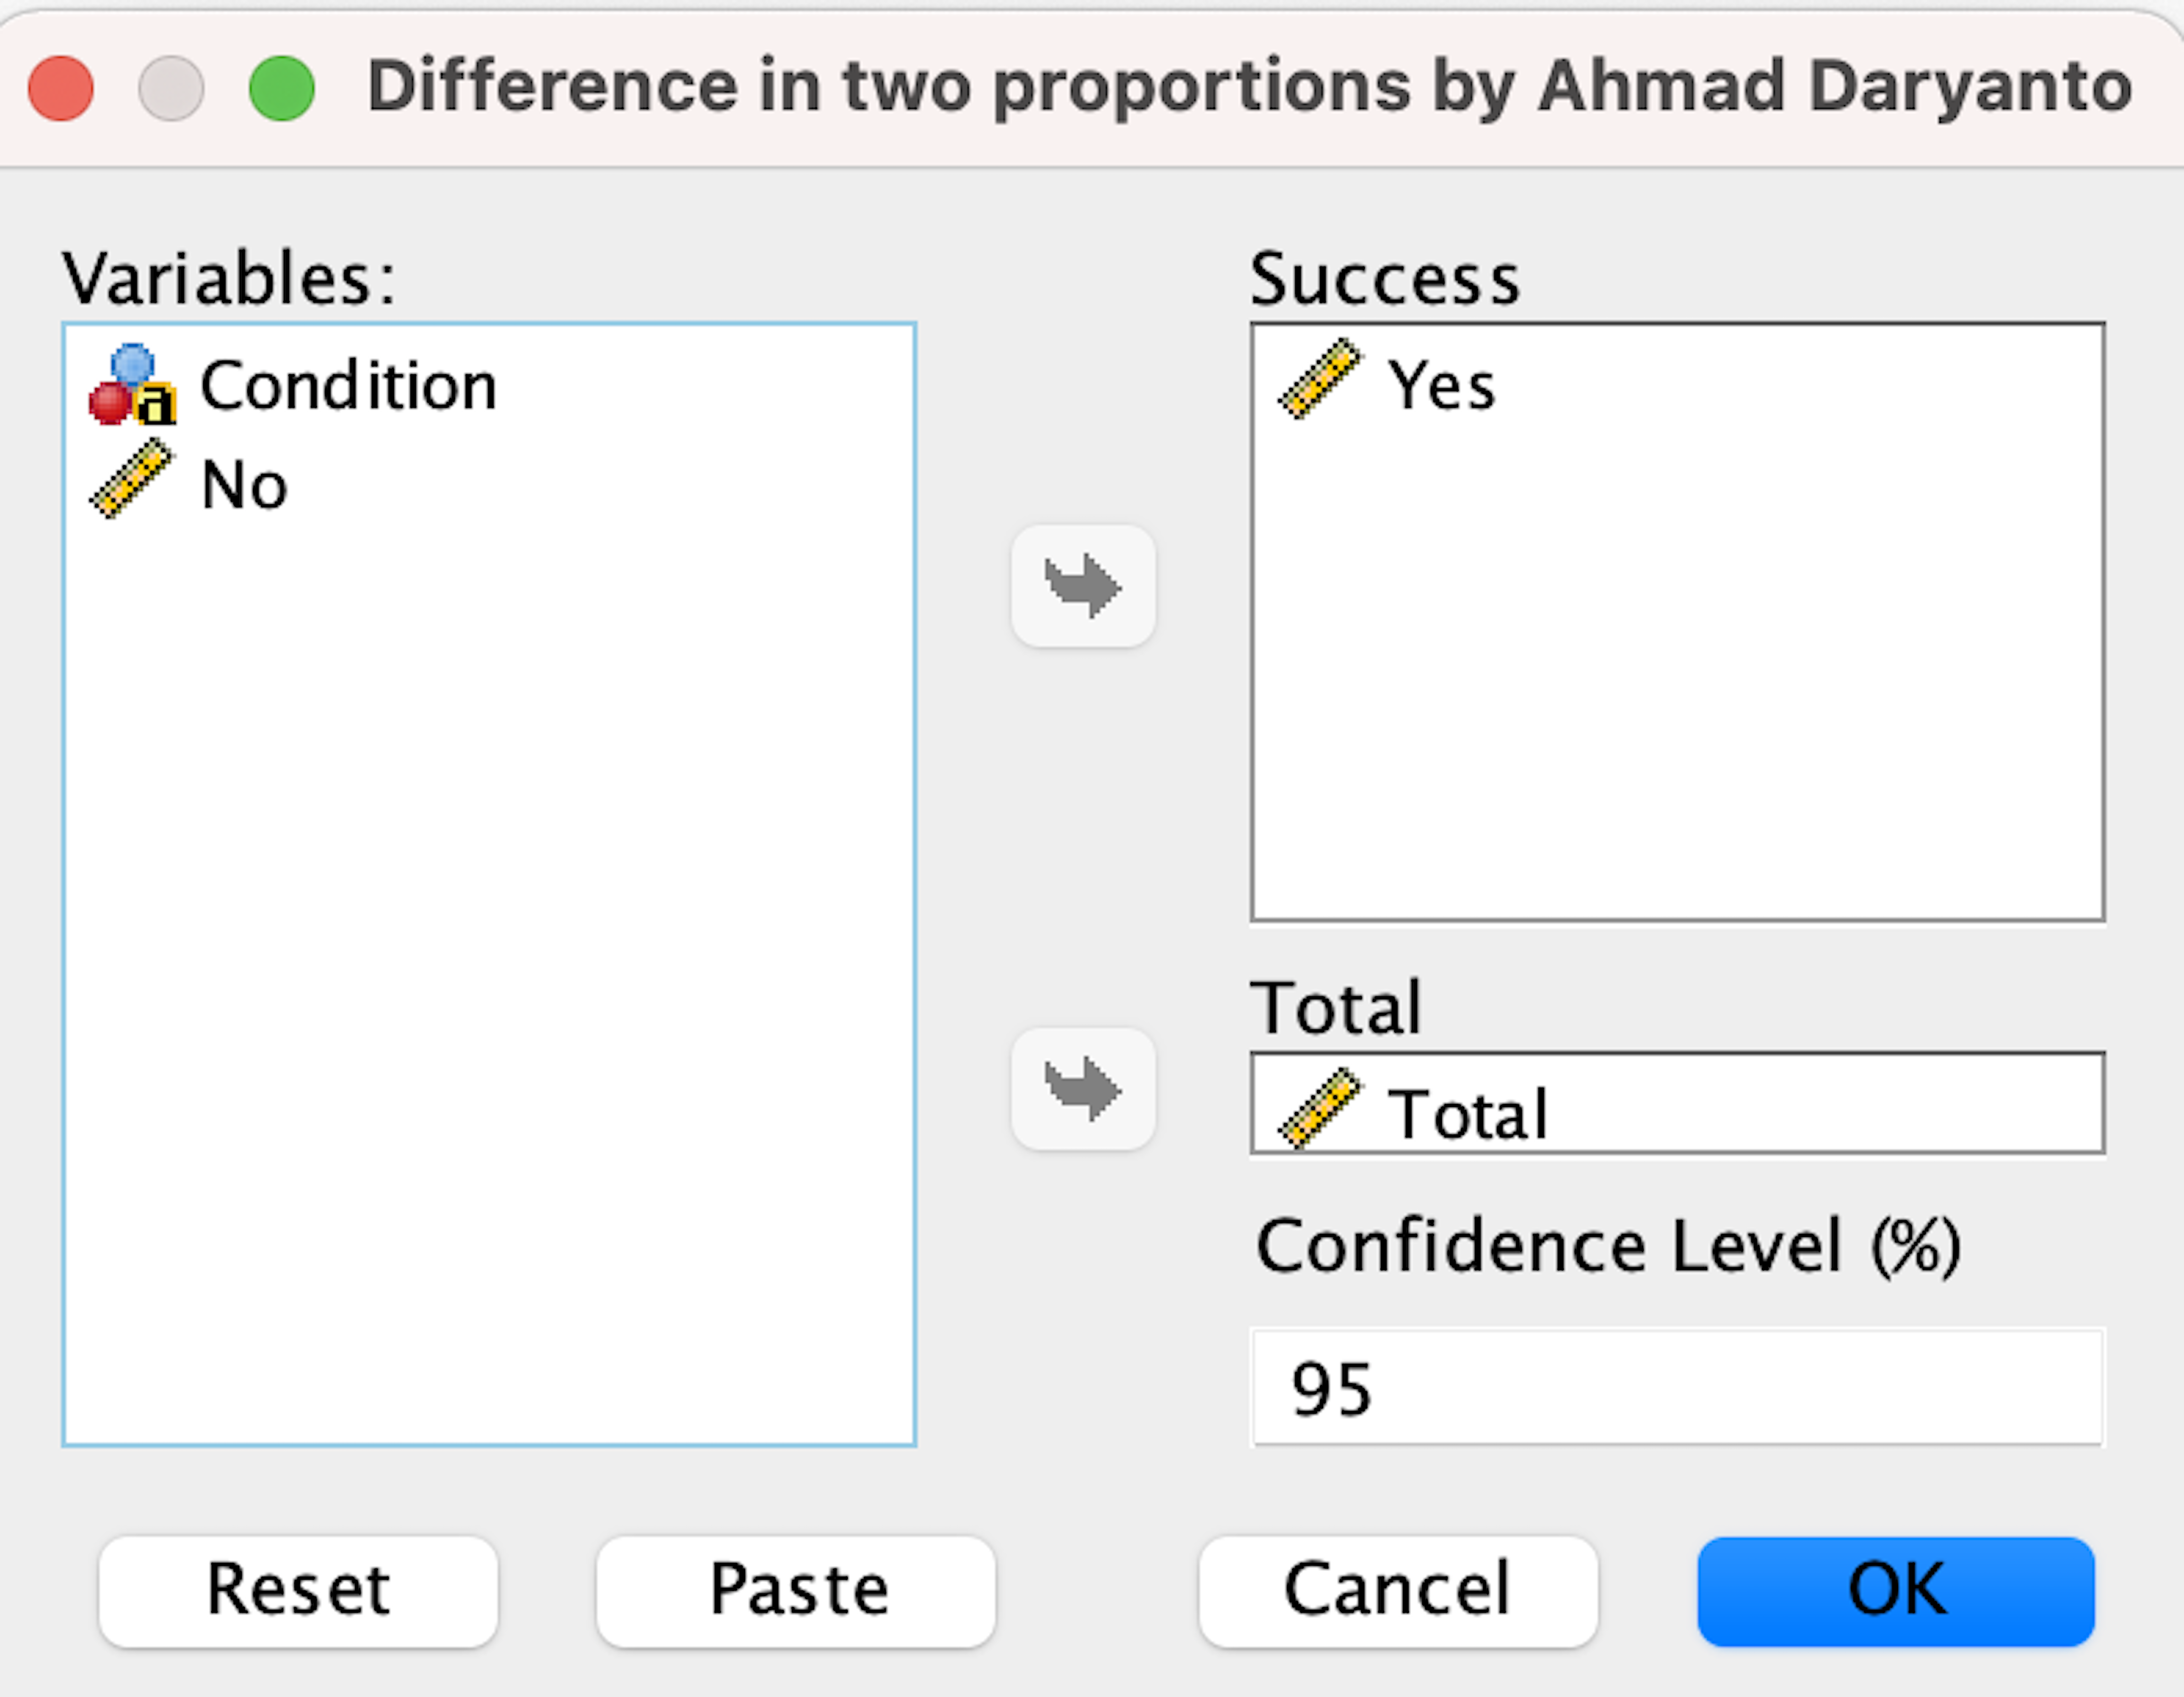 Difference in two proportions by Ahmad Daryanto
Variables:
Condition
No
Success
Yes
Total
Total
Confidence Level (%)
95
Reset
Paste
Cancel
OK